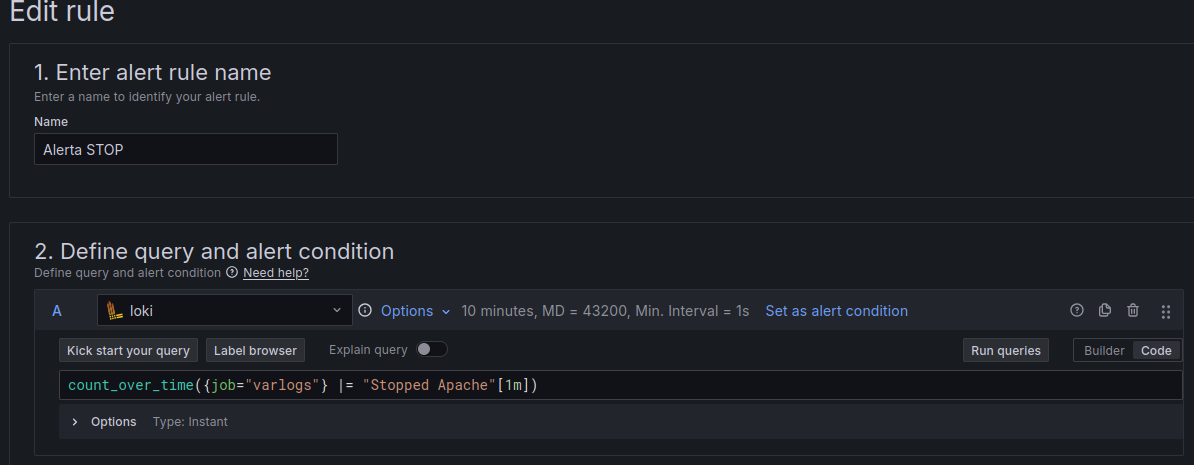 Edit rule
1. Enter alert rule name
Enter a name to identify your alert rule.
Name
Alerta STOP
2. Define query and alert condition
Define query and alert condition Need help?
A loki Options 10 minutes, MD = 43200, Min. Interval = 1s Set as alert condition
Kick start your query Label browser Explain query Run queries Builder Code
count_over_time({job="varlogs"} |= "Stopped Apache"[1m])
Options Type: Instant